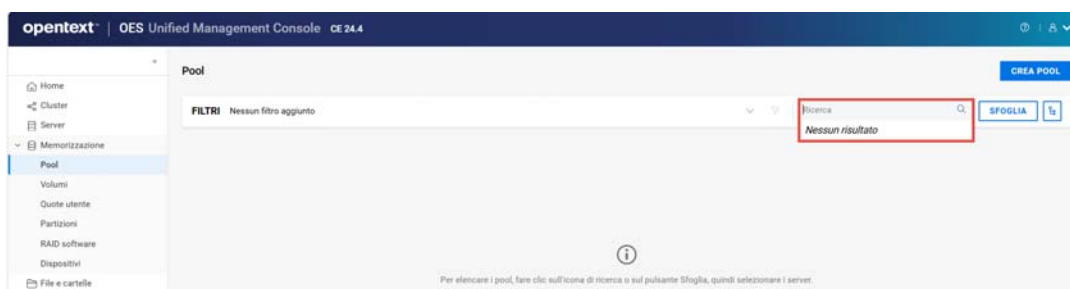 opentext™ | OES Unified Management Console CE 24.4
Home
Cluster
Server
Memorizzazione
Pool
Volumi
Quote utente
Partizioni
RAID software
Dispositivi
File e cartelle
Pool
CREA POOL
FILTRI Nessun filtro aggiunto
Ricerca
SFOGLIA
Nessun risultato
Per elencare i pool, fare clic sull'icona di ricerca o sul pulsante Sfoglia, quindi selezionare i server.